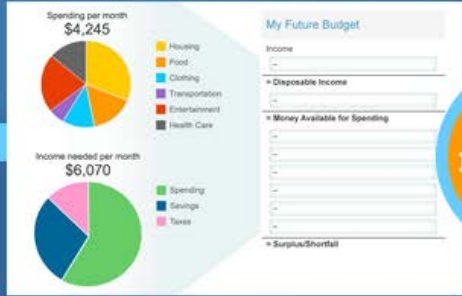 Spending per month
$4,245
Housing
Food
Clothing
Transportation
Entertainment
Health Care
Income needed per month
$6,070
Spending
Savings
Taxes
My Future Budget
Income
= Disposable Income
= Money Available for Spending
= Surplus/Shortfall